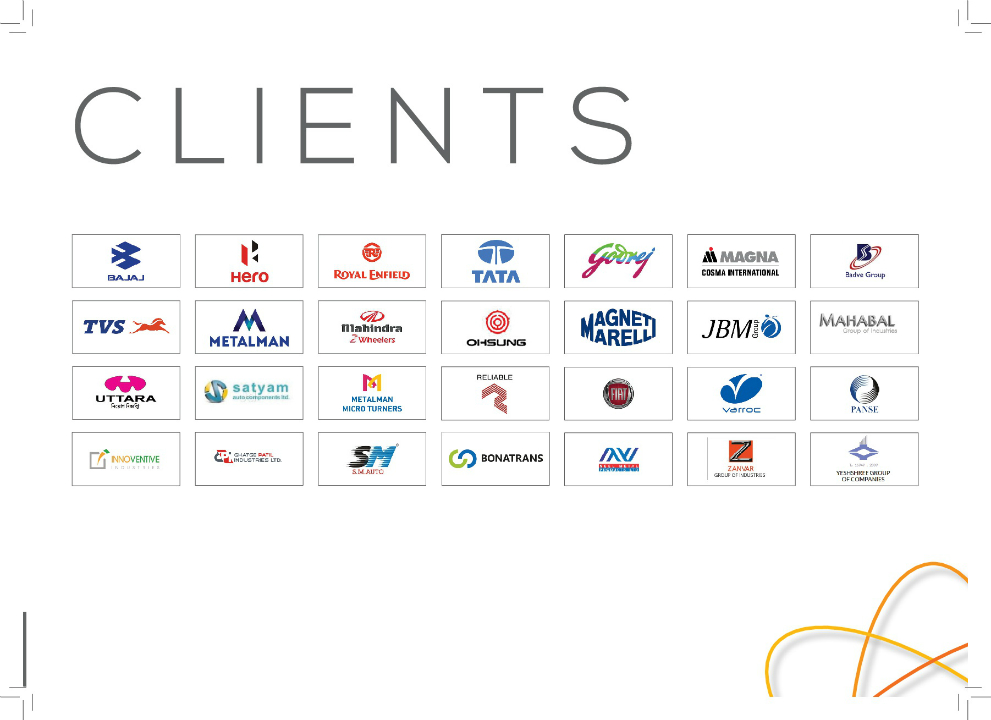 CLIENTS
BAJAJ
Hero
ROYAL ENFIELD
TATA
Godrej
MAGNA
COSMA INTERNATIONAL
Badve Group
TVS
METALMAN
Mahindra
2 Wheelers
OHSUNG
MAGNETI
MARELLI
JBM Group
MAHABAL
Group of Industries
UTTARA
satyam
auto components ltd.
METALMAN
MICRO TURNERS
RELIABLE
FIAT
varroc
PANSE
INNOVENTIVE
INDUSTRIES
GHATGE PATIL
INDUSTRIES LTD.
SM
S.M.AUTO
BONATRANS
Z
ZANVAR
GROUP OF INDUSTRIES
YESHSHREE GROUP
OF COMPANIES